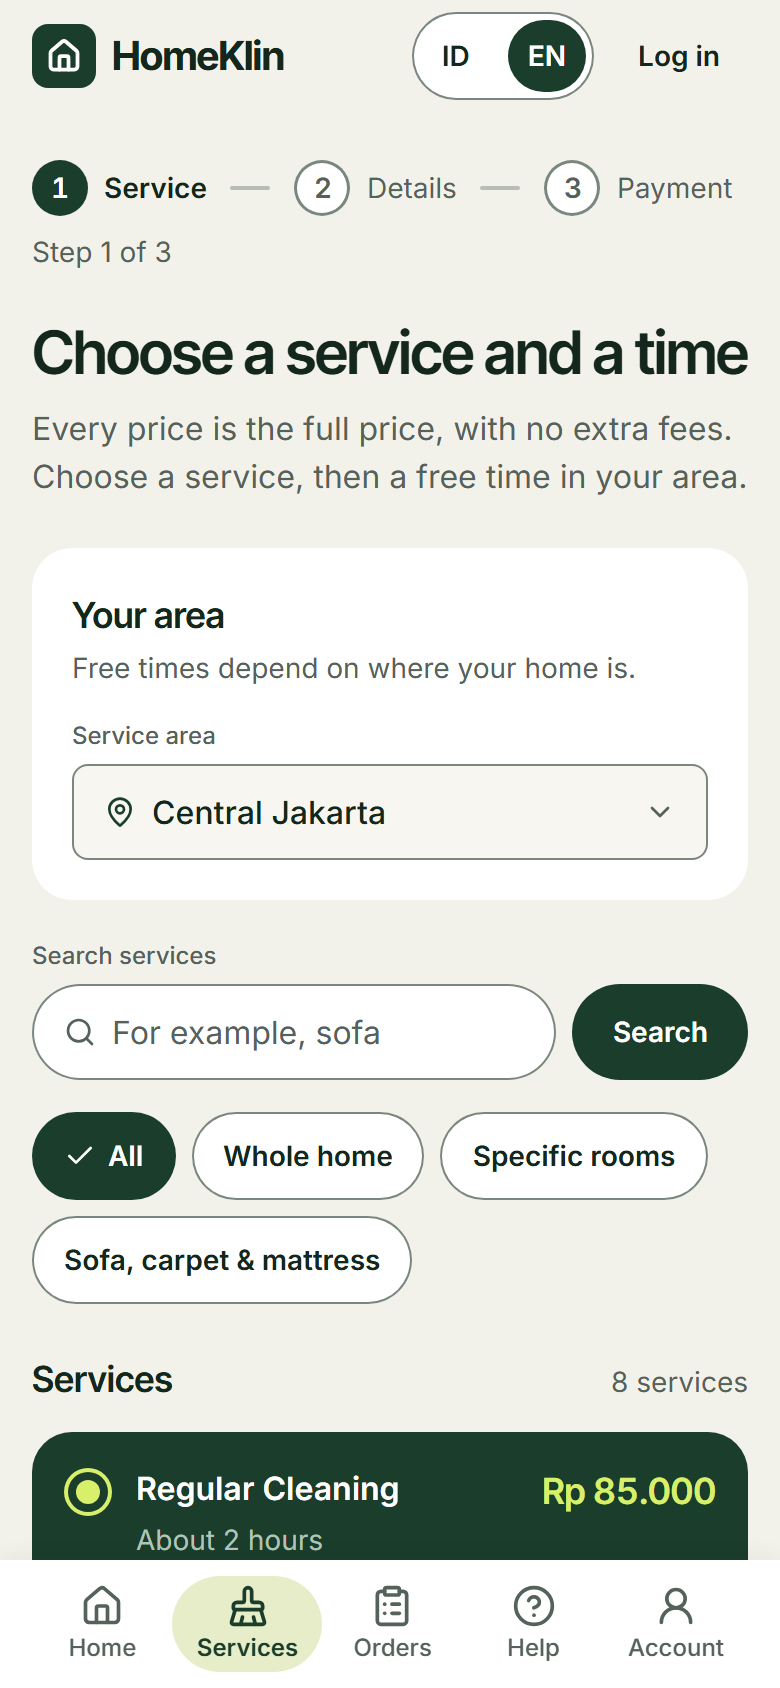 HomeKlin
ID
EN
Log in
1 Service
2 Details
3 Payment
Step 1 of 3
Choose a service and a time
Every price is the full price, with no extra fees.
Choose a service, then a free time in your area.
Your area
Free times depend on where your home is.
Service area
Central Jakarta
Search services
For example, sofa
Search
All
Whole home
Specific rooms
Sofa, carpet & mattress
Services
8 services
Regular Cleaning
Rp 85.000
About 2 hours
Home
Services
Orders
Help
Account